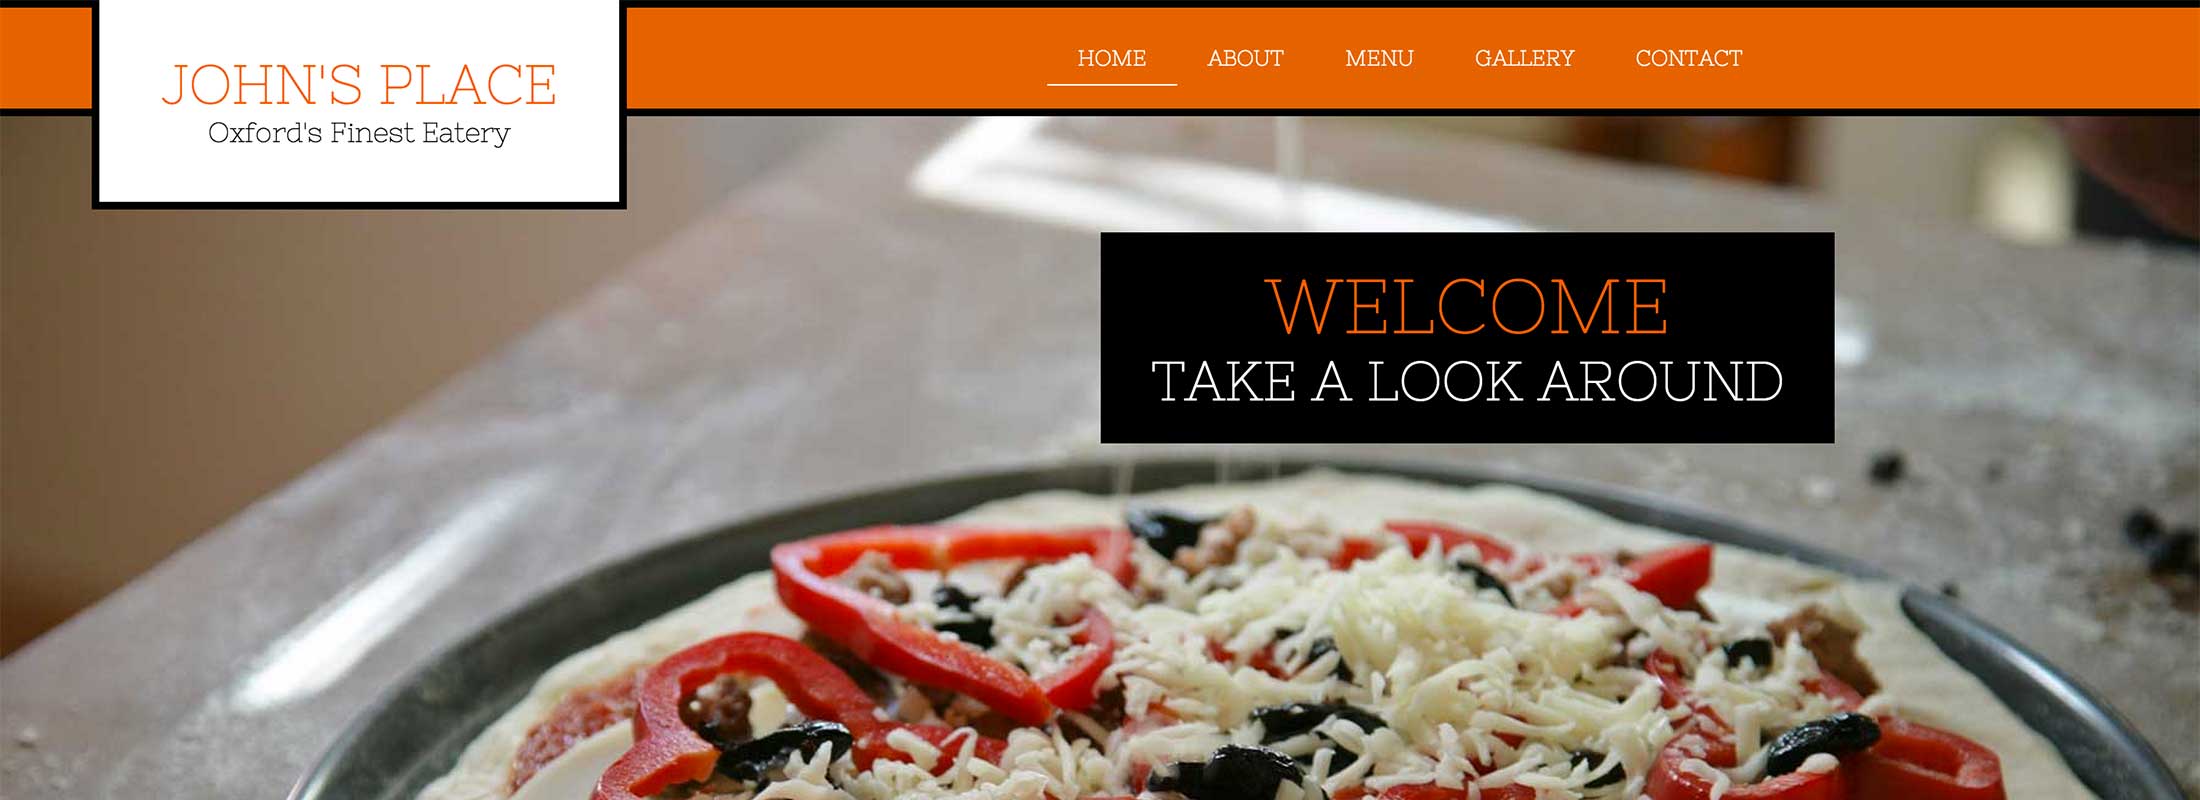 JOHN'S PLACE
Oxford's Finest Eatery
HOME ABOUT MENU GALLERY CONTACT
WELCOME
TAKE A LOOK AROUND